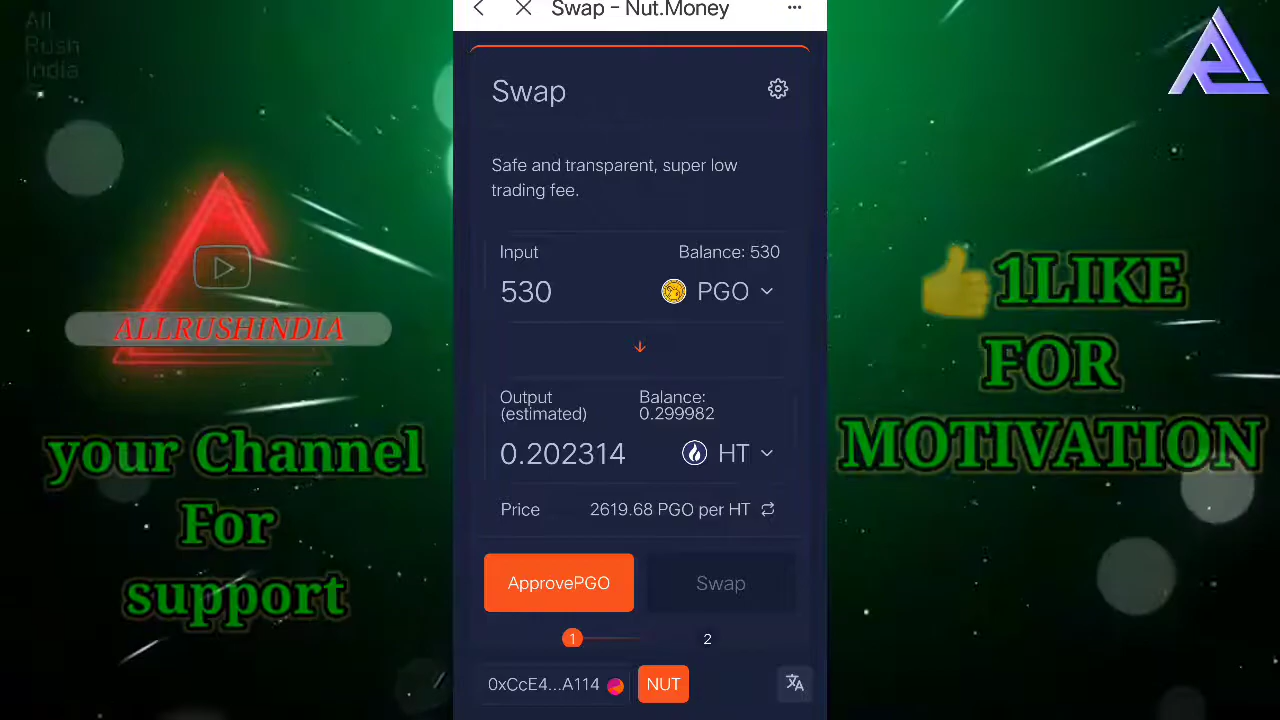 All
Rush
India
Swap – Nut.Money
Swap
Safe and transparent, super low
trading fee.
Input
Balance: 530
530
PGO
Output
(estimated)
Balance:
0.299982
0.202314
HT
Price
2619.68 PGO per HT
ApprovePGO
Swap
1
2
0xCcE4...A114
NUT
ALLRUSHINDIA
your Channel
For
support
👍1LIKE
FOR
MOTIVATION